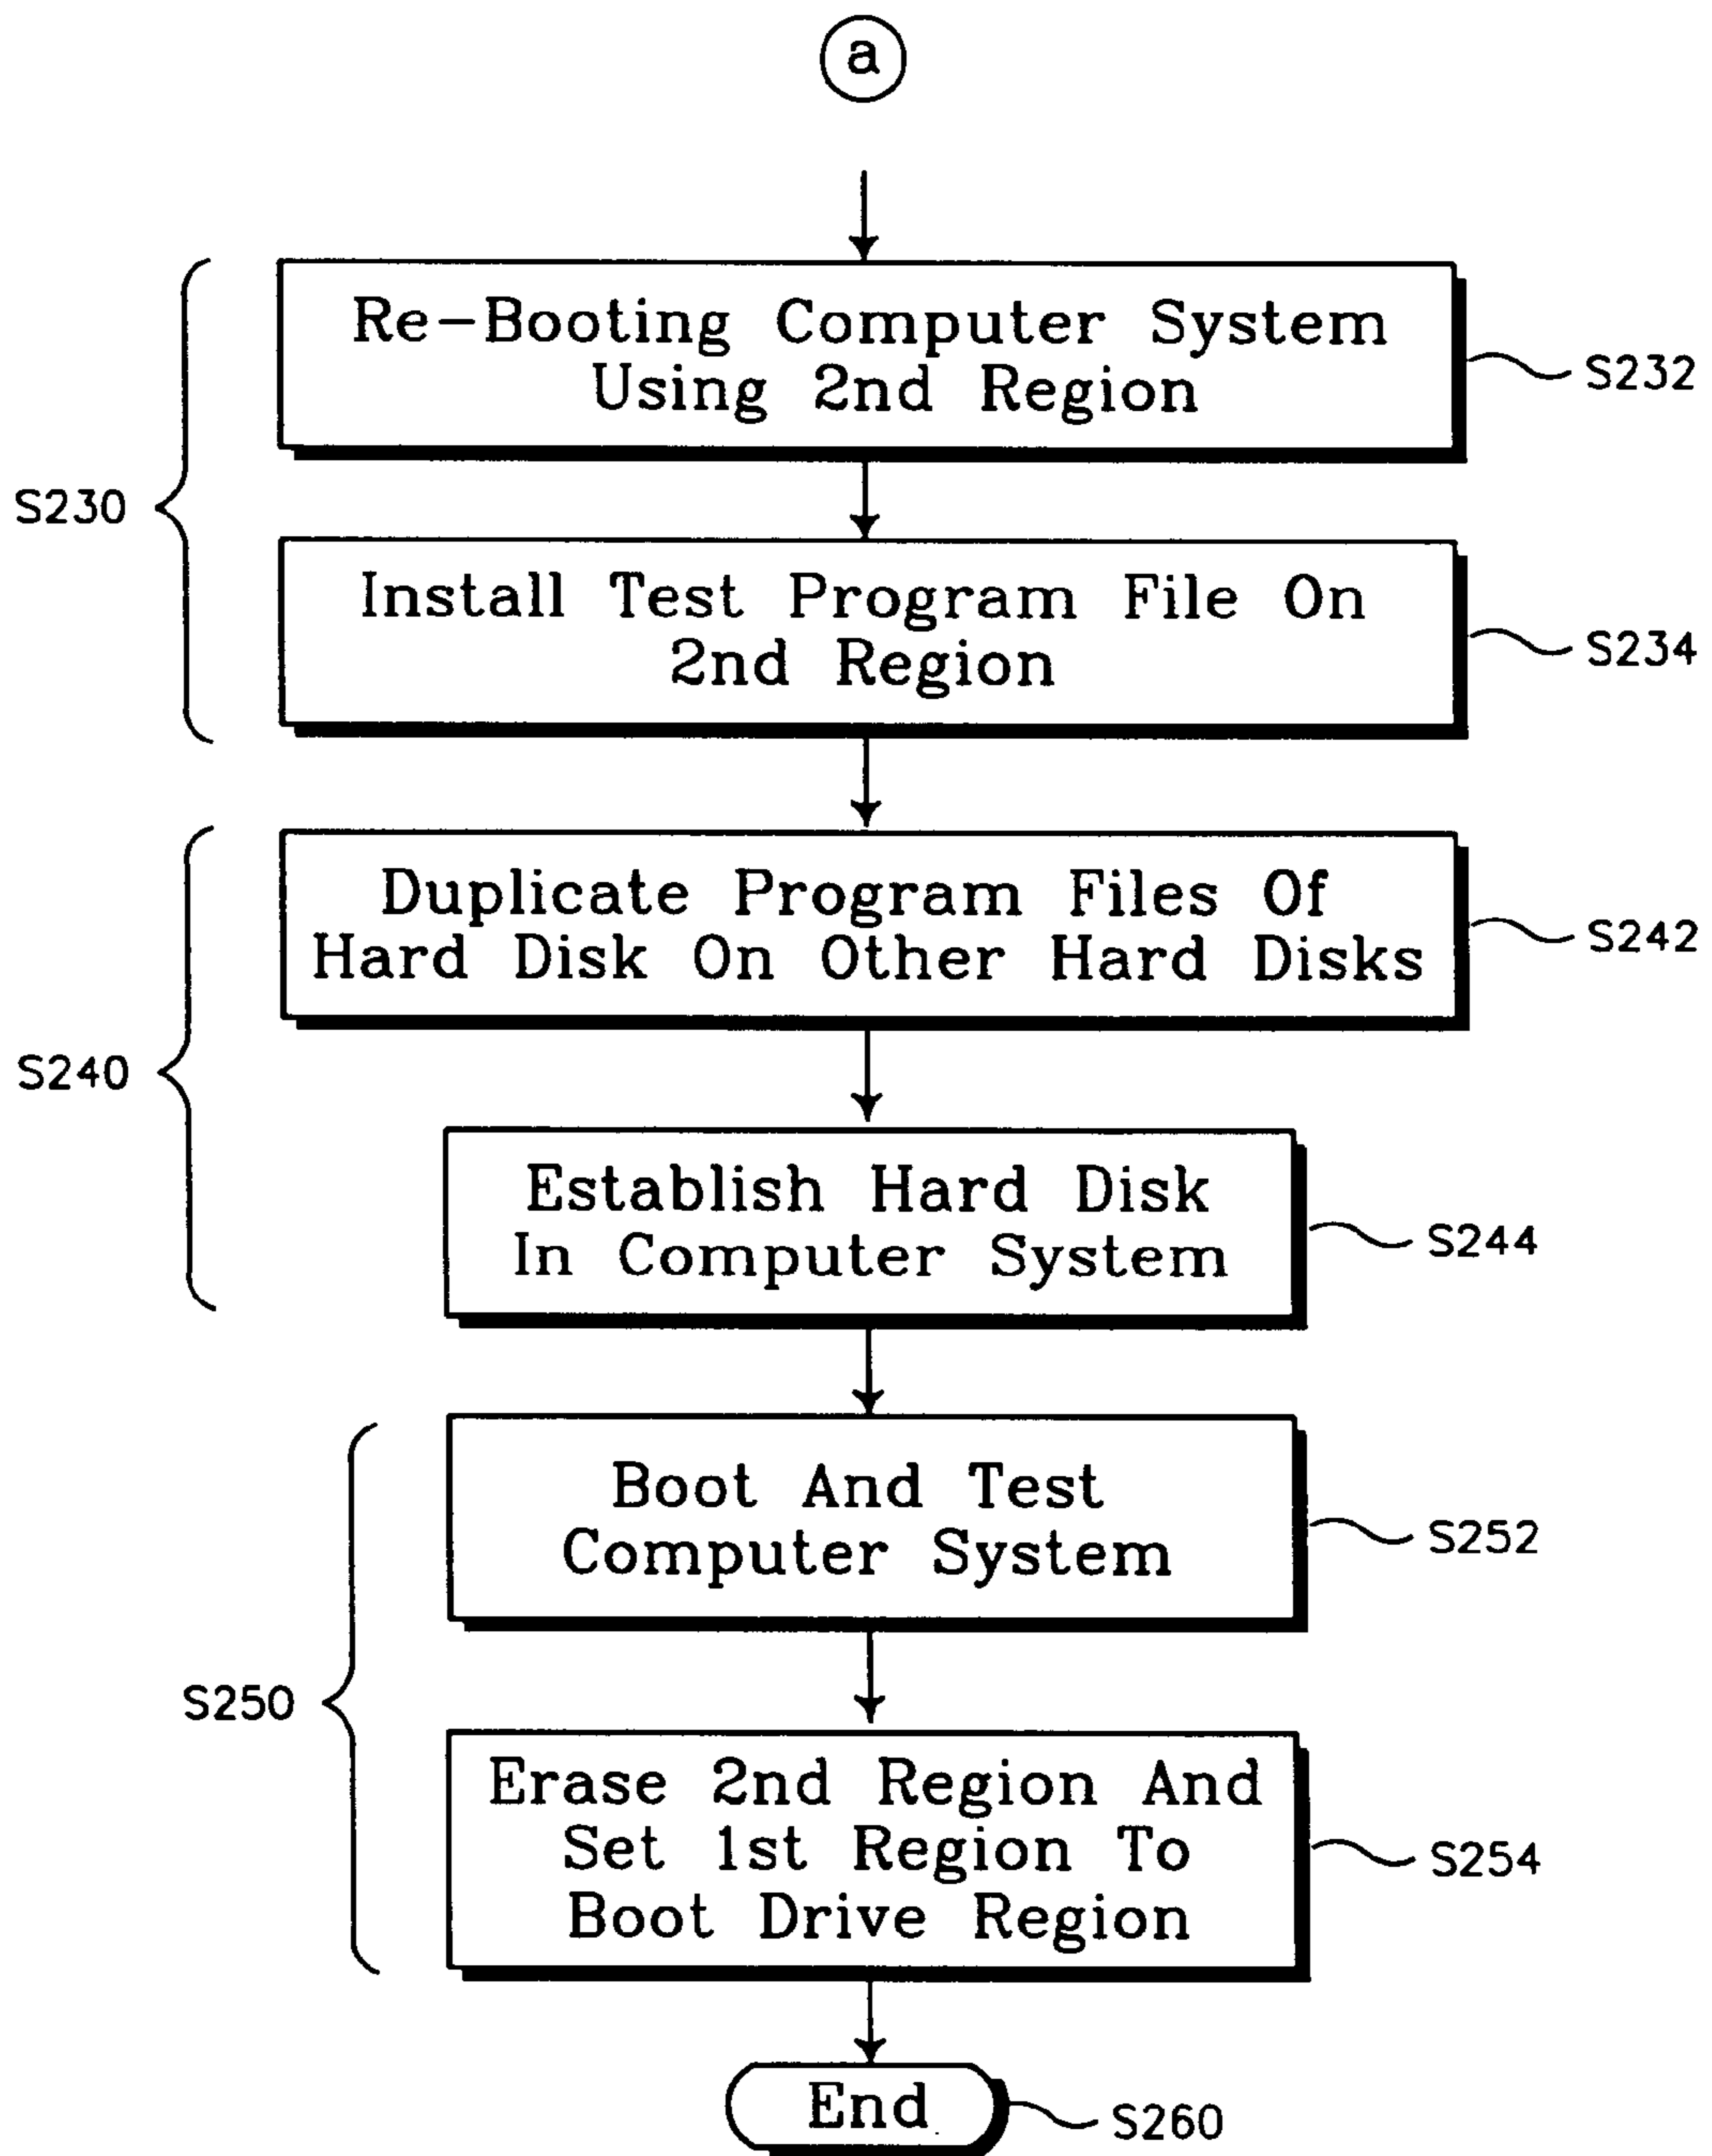 a
Re-Booting Computer System
Using 2nd Region
S232
S230
Install Test Program File On
2nd Region
S234
Duplicate Program Files Of
Hard Disk On Other Hard Disks
S242
S240
Establish Hard Disk
In Computer System
S244
Boot And Test
Computer System
S252
S250
Erase 2nd Region And
Set 1st Region To
Boot Drive Region
S254
End
S260